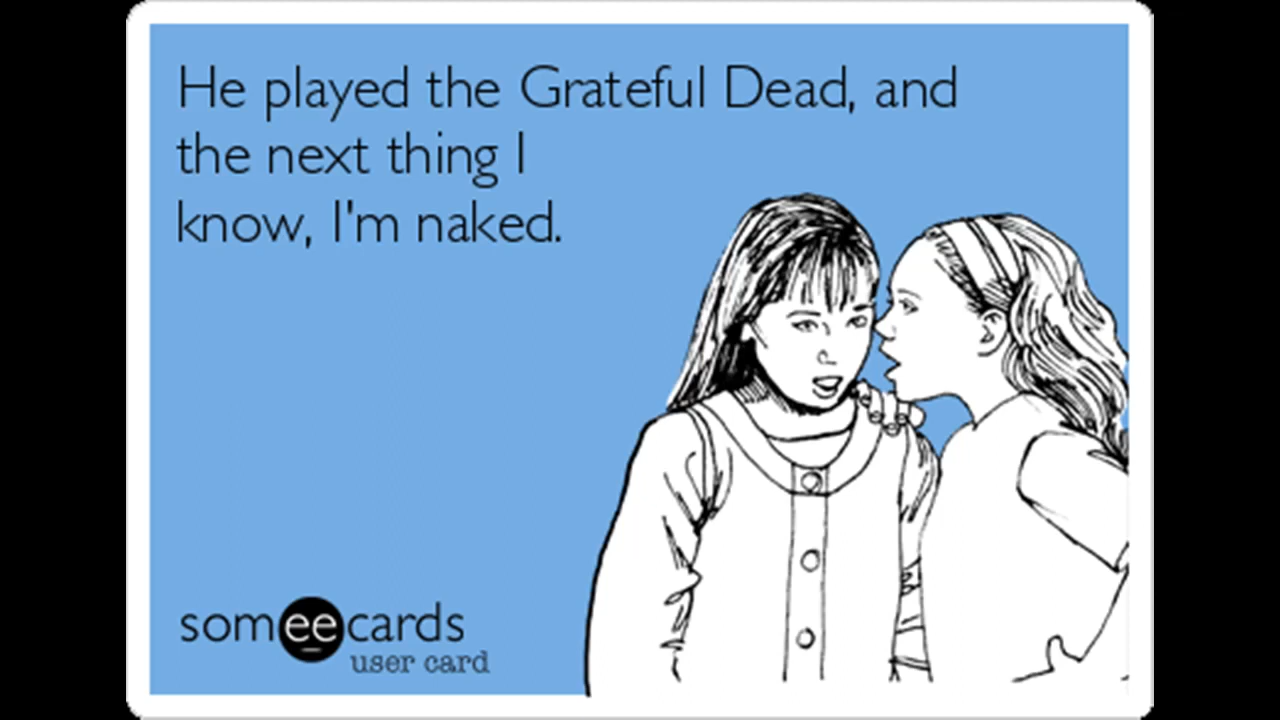 He played the Grateful Dead, and
the next thing I
know, I'm naked.
someecards
user card